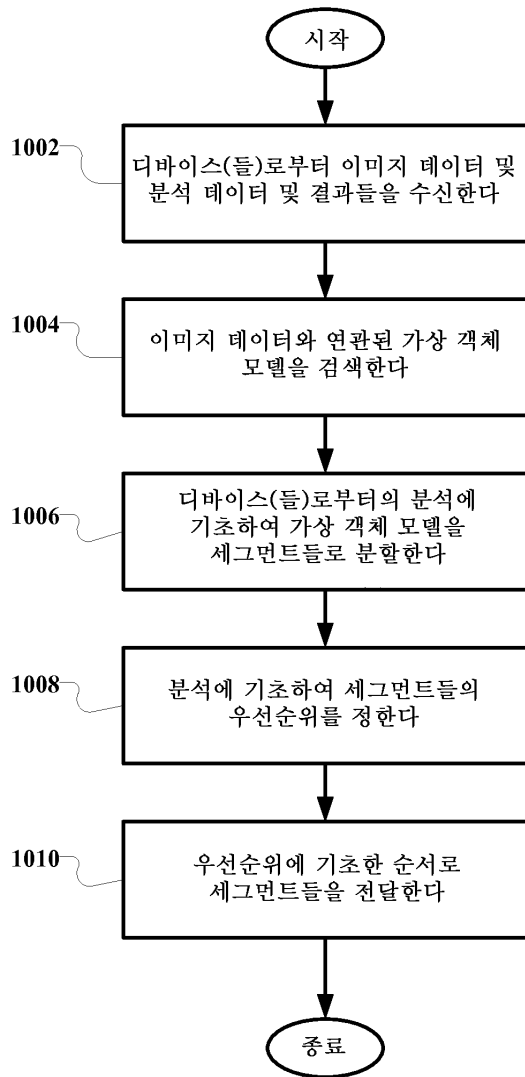 시작
1002
디바이스(들)로부터 이미지 데이터 및
분석 데이터 및 결과들을 수신한다
1004
이미지 데이터와 연관된 가상 객체
모델을 검색한다
1006
디바이스(들)로부터의 분석에
기초하여 가상 객체 모델을
세그먼트들로 분할한다
1008
분석에 기초하여 세그먼트들의
우선순위를 정한다
1010
우선순위에 기초한 순서로
세그먼트들을 전달한다
종료